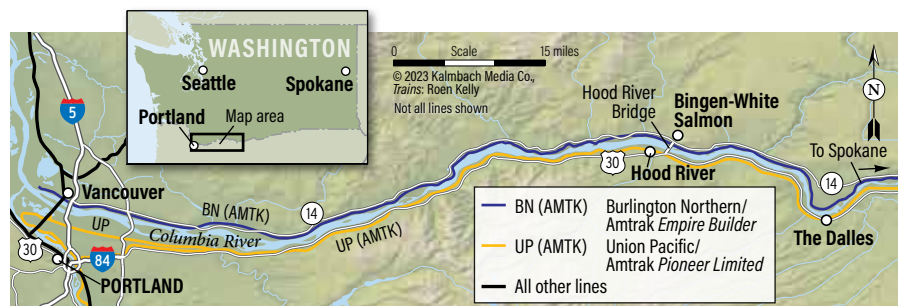 WASHINGTON
Seattle
Spokane
Portland
Map area
0 Scale 15 miles
© 2023 Kalmbach Media Co.,
Trains: Roen Kelly
Not all lines shown
N
5
Hood River
Bridge
Bingen-White
Salmon
To Spokane
30
Hood River
14
Vancouver
BN (AMTK)
14
UP
Columbia River
UP (AMTK)
The Dalles
30
84
PORTLAND
BN (AMTK) Burlington Northern/
Amtrak Empire Builder
UP (AMTK) Union Pacific/
Amtrak Pioneer Limited
All other lines